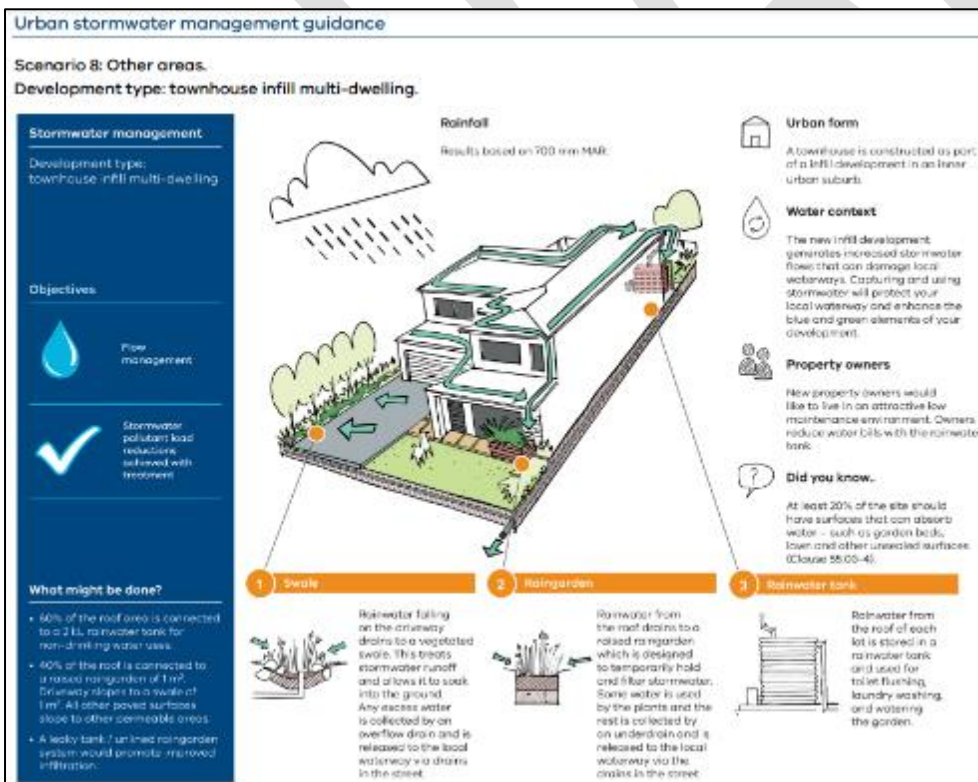 Urban stormwater management guidance
Scenario 8: Other areas.
Development type: townhouse infill multi-dwelling.
Stormwater management
Development type:
townhouse infill multi-dwelling
Objectives
Flow
management
Stormwater
pollutant load
reductions
achieved with
treatment
What might be done?
• 60% of the roof area is connected
to a 2 kL rainwater tank for
non-drinking water uses.
• 40% of the roof is connected to
a raised raingarden of 1 m².
Driveway slopes to a swale of
1 m². All other paved surfaces
slope to other permeable areas.
• A leaky tank / unlined raingarden
system would promote improved
infiltration.
Rainfall
Results based on 700 mm MAR.
Urban form
A townhouse is constructed as part
of a infill development in an inner
urban suburb.
Water context
The new infill development
generates increased stormwater
flows that can damage local
waterways. Capturing and using
stormwater will protect your
local waterway and enhance the
blue and green elements of your
development.
Property owners
New property owners would
like to live in an attractive low
maintenance environment. Owners
reduce water bills with the rainwater
tank.
Did you know..
At least 20% of the site should
have surfaces that can absorb
water – such as garden beds,
lawn and other unsealed surfaces
(Clause 55.03-4).
1 Swale
Rainwater falling
on the driveway
drains to a vegetated
swale. This treats
stormwater runoff
and allows it to soak
into the ground.
Any excess water
is collected by an
overflow drain and is
released to the local
waterway via drains
in the street
2 Raingarden
Rainwater from
the roof drains to a
raised raingarden
which is designed
to temporarily hold
and filter stormwater.
Some water is used
by the plants and the
rest is collected by
an underdrain and is
released to the local
waterway via the
drains in the street
3 Rainwater tank
Rainwater from
the roof of each
lot is stored in a
rainwater tank
and used for
toilet flushing,
laundry washing,
and watering
the garden.